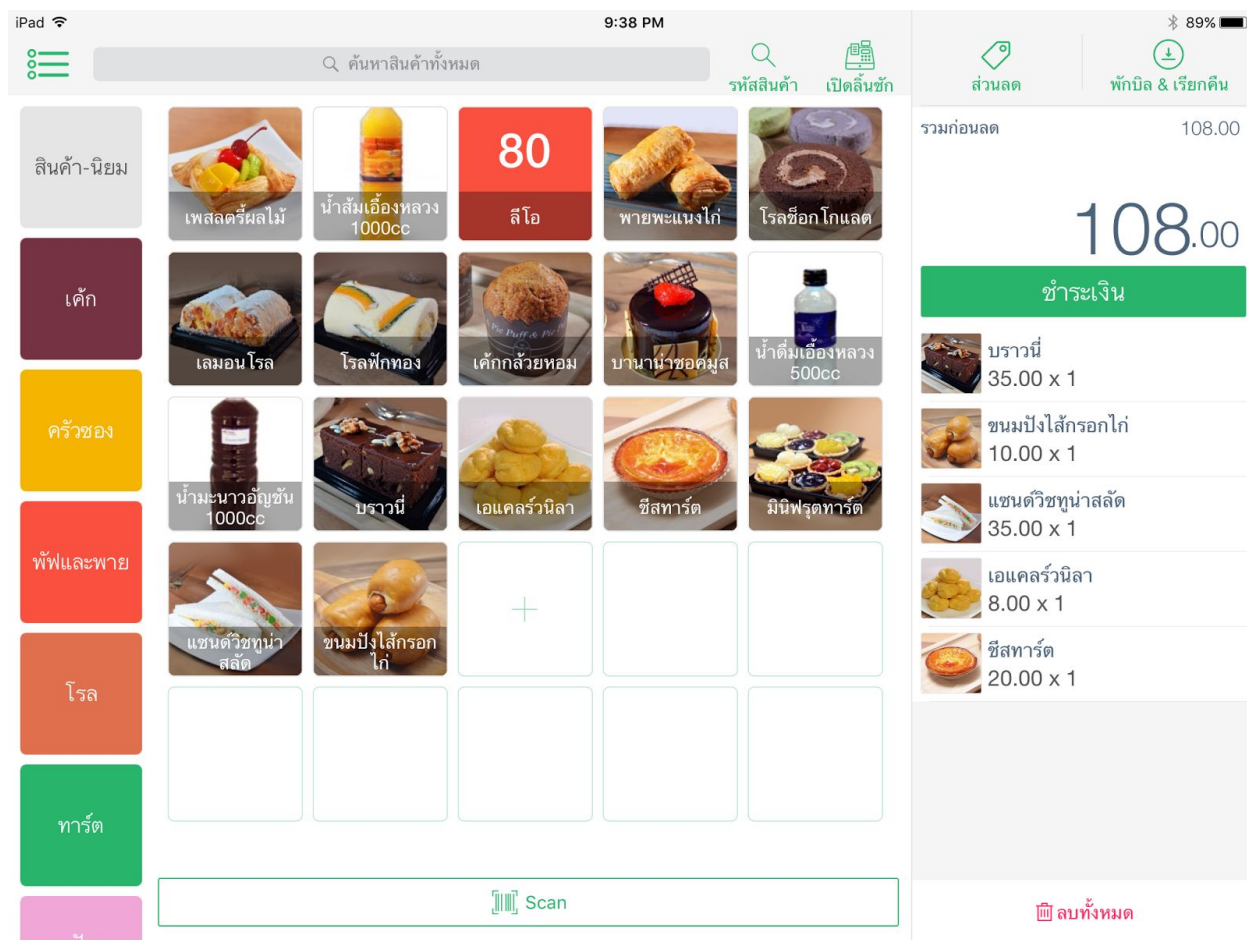 iPad
9:38 PM
89%
ค้นหาสินค้าทั้งหมด
รหัสสินค้า
เปิดลิ้นชัก
ส่วนลด
พักบิล & เรียกคืน
สินค้า-นิยม
เค้ก
ครัวซอง
พัฟและพาย
โรล
ทาร์ต
เพสลตรี้ผลไม้
น้ำส้มเอื้องหลวง
1000cc
80
ลีโอ
พายพะแนงไก่
โรลช็อกโกแลต
เลมอนโรล
โรลฟักทอง
เค้กกล้วยหอม
บานาน่าชอคมูส
น้ำดื่มเอื้องหลวง
500cc
น้ำมะนาวอัญชัน
1000cc
บราวนี่
เอแคลร์วนิลา
ชีสทาร์ต
มินิฟรุตทาร์ต
แซนด์วิชทูน่า
สลัด
ขนมปังไส้กรอก
ไก่
Scan
รวมก่อนลด 108.00
108.00
ชำระเงิน
บราวนี่
35.00 x 1
ขนมปังไส้กรอกไก่
10.00 x 1
แซนด์วิชทูน่าสลัด
35.00 x 1
เอแคลร์วนิลา
8.00 x 1
ชีสทาร์ต
20.00 x 1
ลบทั้งหมด